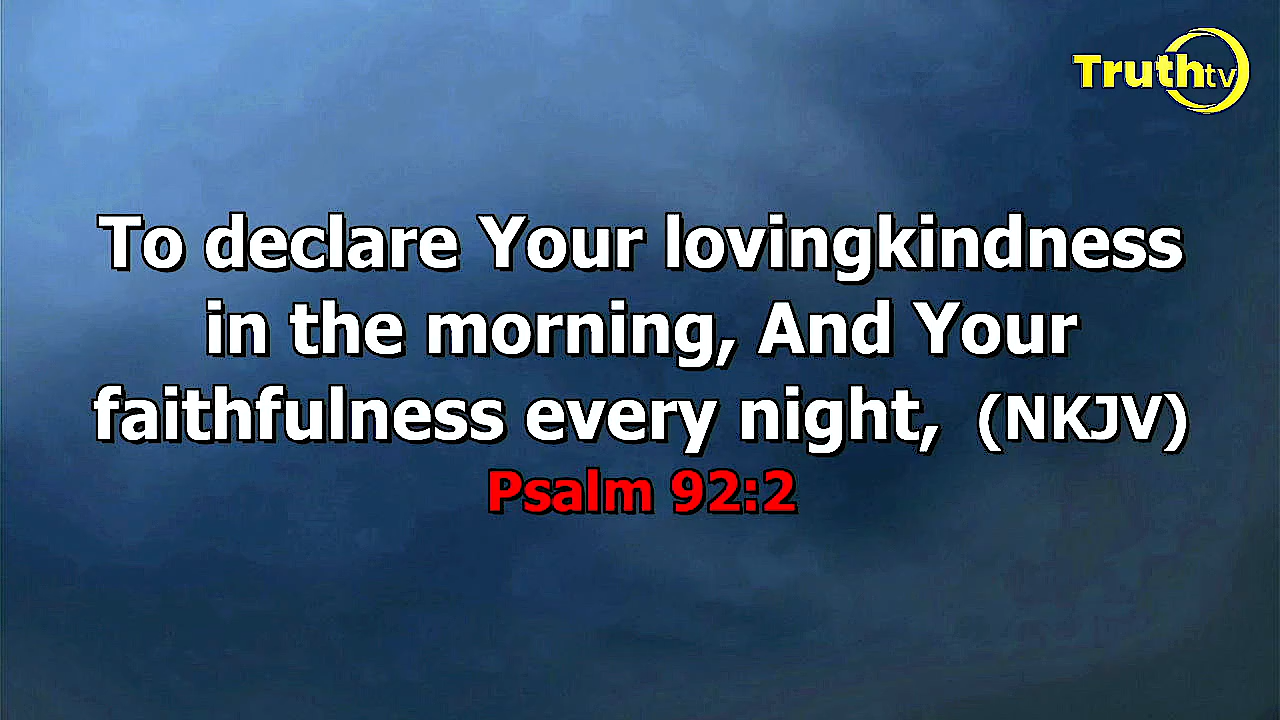 Truthtv
To declare Your lovingkindness
in the morning, And Your
faithfulness every night,  (NKJV)
Psalm 92:2